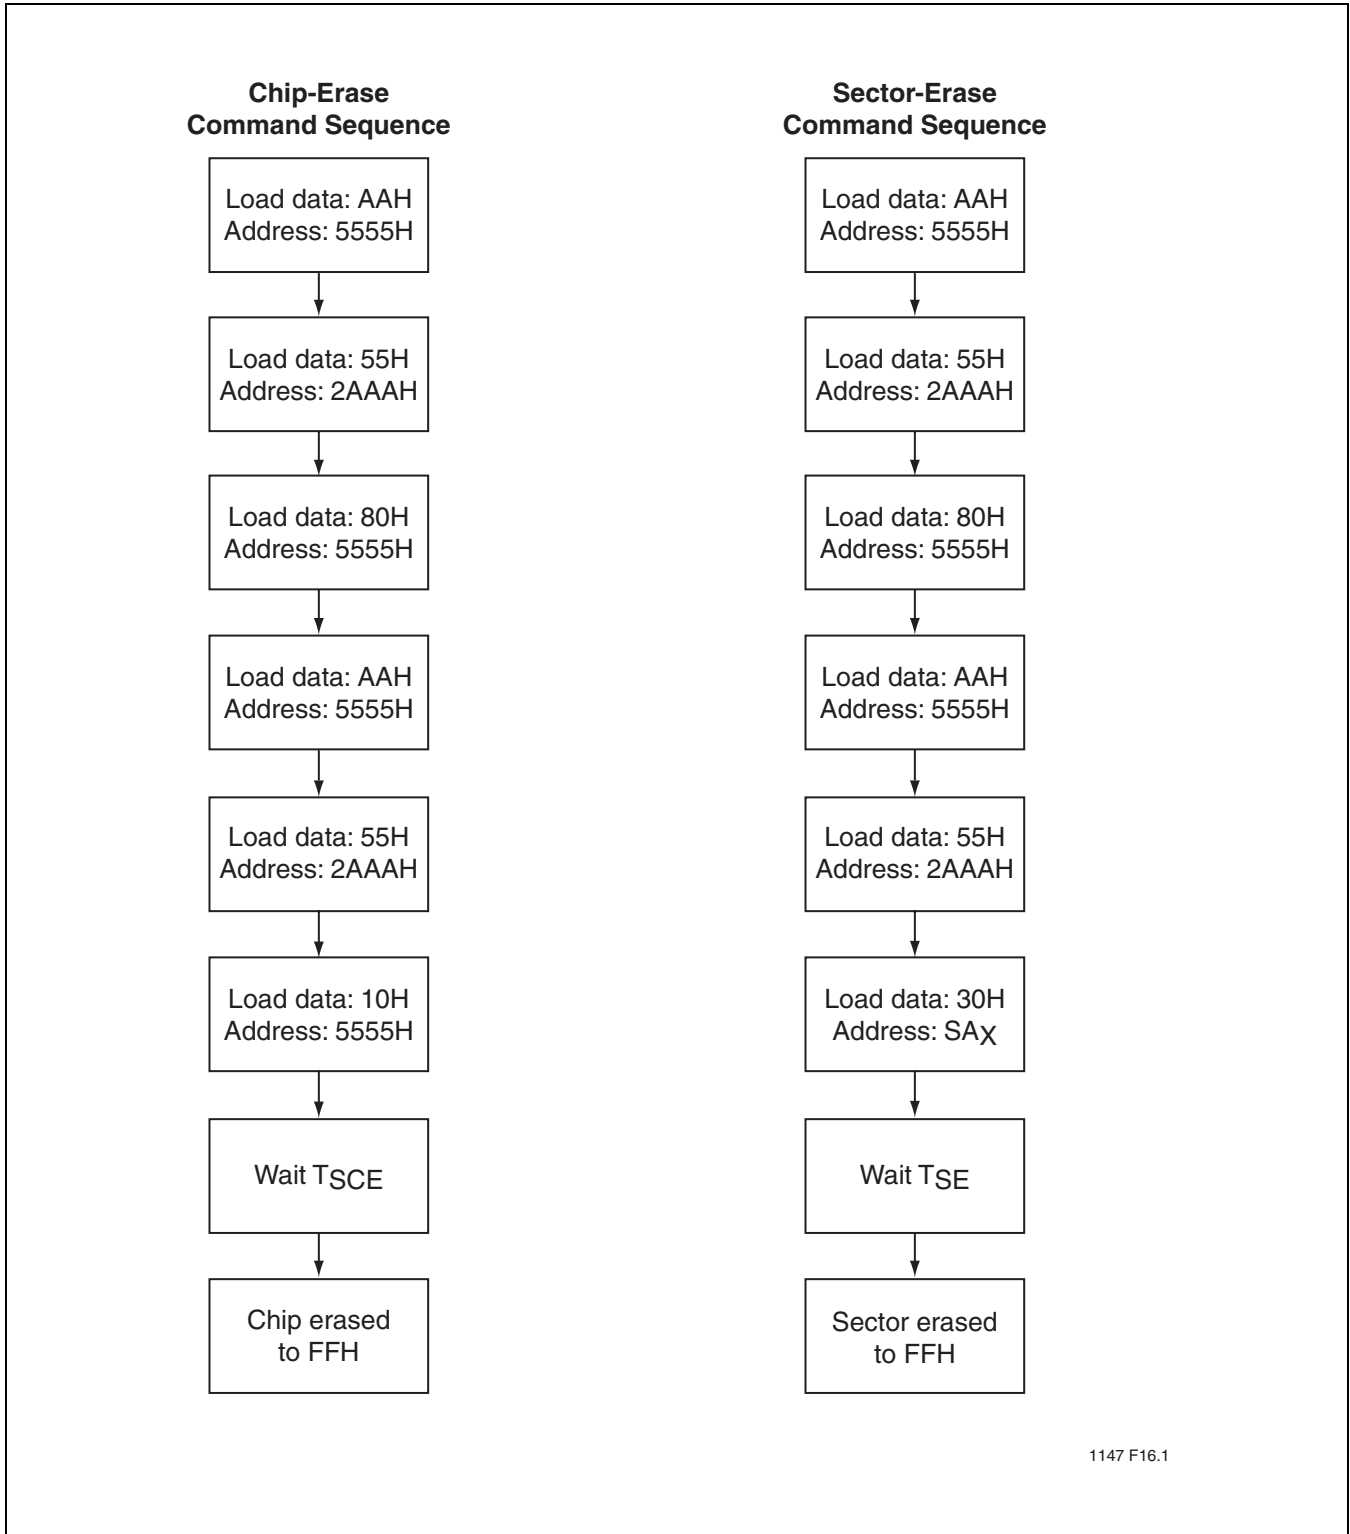 Chip-Erase
Command Sequence
Load data: AAH
Address: 5555H
Load data: 55H
Address: 2AAAH
Load data: 80H
Address: 5555H
Load data: AAH
Address: 5555H
Load data: 55H
Address: 2AAAH
Load data: 10H
Address: 5555H
Wait TSCE
Chip erased
to FFH
Sector-Erase
Command Sequence
Load data: AAH
Address: 5555H
Load data: 55H
Address: 2AAAH
Load data: 80H
Address: 5555H
Load data: AAH
Address: 5555H
Load data: 55H
Address: 2AAAH
Load data: 30H
Address: SAX
Wait TSE
Sector erased
to FFH
1147 F16.1